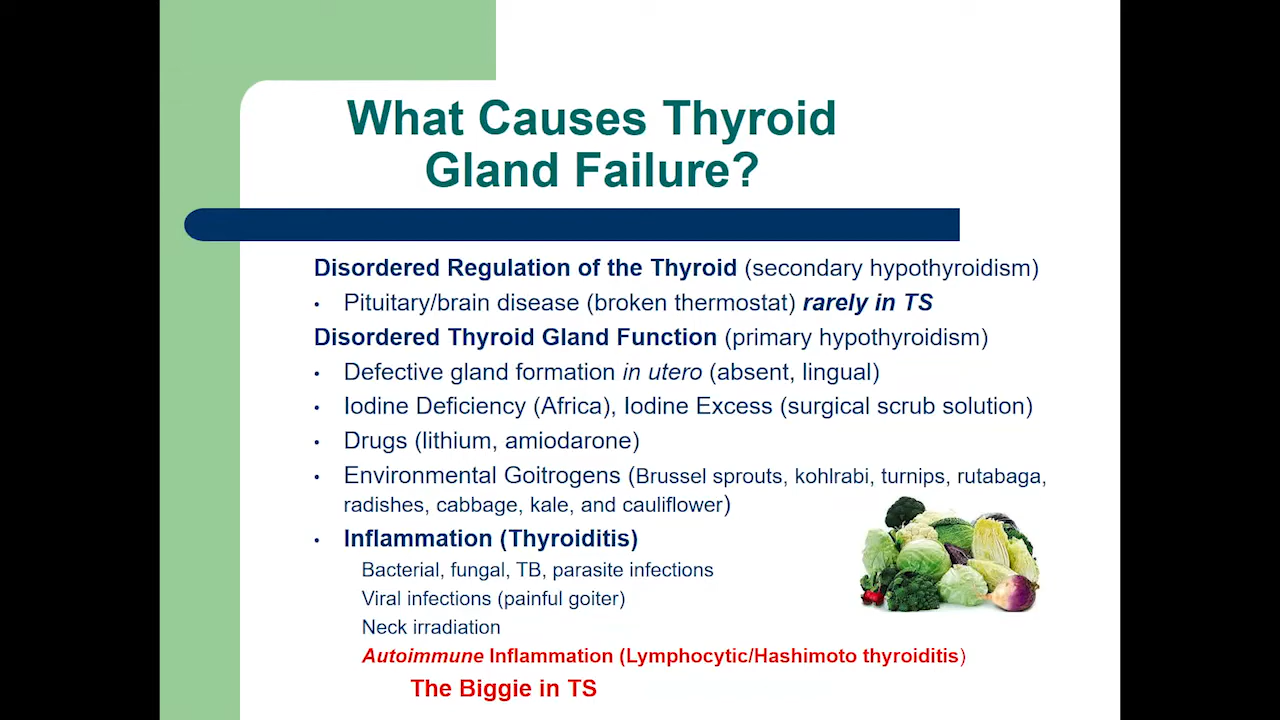 What Causes Thyroid
Gland Failure?
Disordered Regulation of the Thyroid (secondary hypothyroidism)
• Pituitary/brain disease (broken thermostat) rarely in TS
Disordered Thyroid Gland Function (primary hypothyroidism)
• Defective gland formation in utero (absent, lingual)
• Iodine Deficiency (Africa), Iodine Excess (surgical scrub solution)
• Drugs (lithium, amiodarone)
• Environmental Goitrogens (Brussel sprouts, kohlrabi, turnips, rutabaga,
radishes, cabbage, kale, and cauliflower)
• Inflammation (Thyroiditis)
Bacterial, fungal, TB, parasite infections
Viral infections (painful goiter)
Neck irradiation
Autoimmune Inflammation (Lymphocytic/Hashimoto thyroiditis)
The Biggie in TS